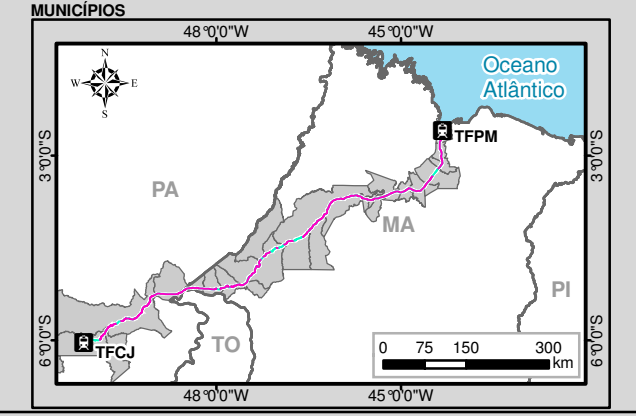 MUNICÍPIOS
48°0'0"W 45°0'0"W
N
W E
S
Oceano
Atlântico
TFPM
3°0'0"S 3°0'0"S
PA
MA
PI
TO
TFCJ
6°0'0"S 6°0'0"S
0 75 150 300
km
48°0'0"W 45°0'0"W